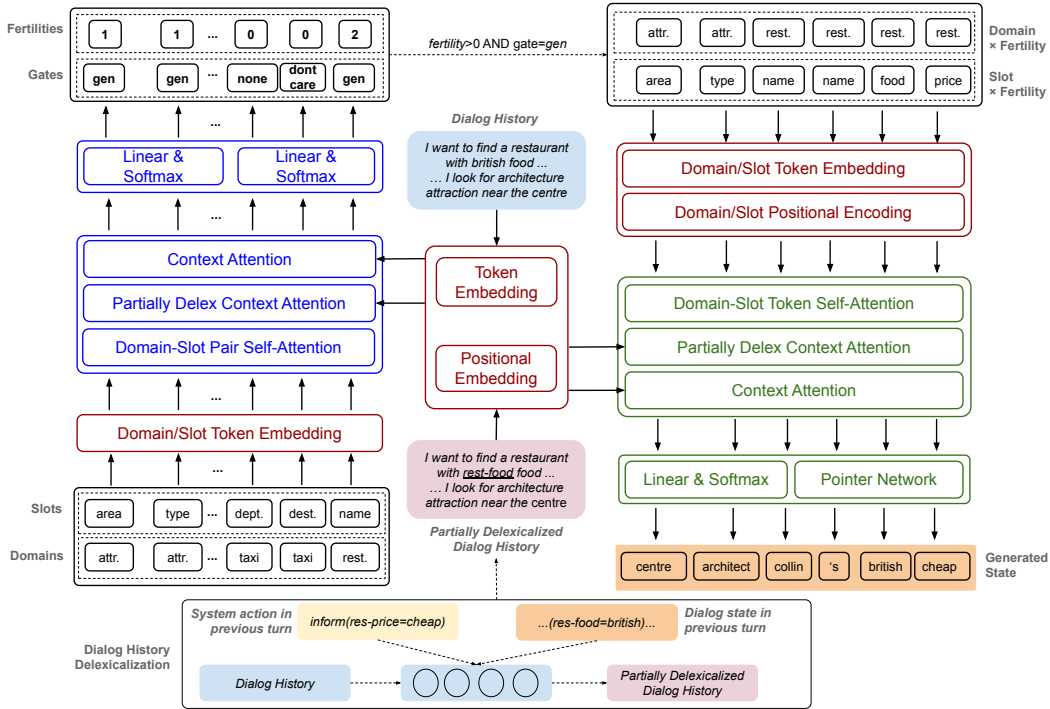 Fertilities
1 1 ... 0 0 2
Gates
gen gen ... none dont care gen
fertility>0 AND gate=gen
attr. attr. rest. rest. rest. rest.
Domain
× Fertility
area type name name food price
Slot
× Fertility
...
Linear &
Softmax
Linear &
Softmax
...
Context Attention
Partially Delex Context Attention
Domain-Slot Pair Self-Attention
...
Domain/Slot Token Embedding
...
Slots
area type ... dept. dest. name
Domains
attr. attr. ... taxi taxi rest.
Dialog History
I want to find a restaurant
with british food ...
… I look for architecture
attraction near the centre
Token
Embedding
Positional
Embedding
I want to find a restaurant
with rest-food food ...
… I look for architecture
attraction near the centre
Partially Delexicalized
Dialog History
Domain/Slot Token Embedding
Domain/Slot Positional Encoding
Domain-Slot Token Self-Attention
Partially Delex Context Attention
Context Attention
Linear & Softmax
Pointer Network
centre architect collin ‘s british cheap
Generated
State
System action in
previous turn
inform(res-price=cheap)
...(res-food=british)...
Dialog state in
previous turn
Dialog History
Delexicalization
Dialog History
Partially Delexicalized
Dialog History